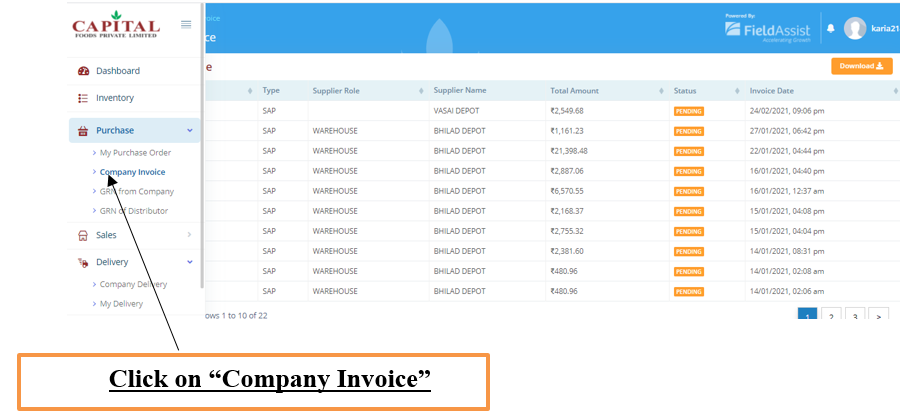 CAPITAL
FOODS PRIVATE LIMITED
Dashboard
Inventory
Purchase
My Purchase Order
Company Invoice
GRN from Company
GRN of Distributor
Sales
Delivery
Company Delivery
My Delivery
oice
ce
Powered By:
FieldAssist
Accelerating Growth
karia21
e
Download
Type Supplier Role Supplier Name Total Amount Status Invoice Date
SAP VASAI DEPOT ₹2,549.68 PENDING 24/02/2021, 09:06 pm
SAP WAREHOUSE BHILAD DEPOT ₹1,161.23 PENDING 27/01/2021, 06:42 pm
SAP WAREHOUSE BHILAD DEPOT ₹21,398.48 PENDING 22/01/2021, 04:44 pm
SAP WAREHOUSE BHILAD DEPOT ₹2,887.06 PENDING 16/01/2021, 04:40 pm
SAP WAREHOUSE BHILAD DEPOT ₹6,570.55 PENDING 16/01/2021, 12:37 am
SAP WAREHOUSE BHILAD DEPOT ₹2,168.37 PENDING 15/01/2021, 04:08 pm
SAP WAREHOUSE BHILAD DEPOT ₹2,755.32 PENDING 15/01/2021, 04:04 pm
SAP WAREHOUSE BHILAD DEPOT ₹2,381.60 PENDING 14/01/2021, 08:31 pm
SAP WAREHOUSE BHILAD DEPOT ₹480.96 PENDING 14/01/2021, 02:08 am
SAP WAREHOUSE BHILAD DEPOT ₹480.96 PENDING 14/01/2021, 02:06 am
ows 1 to 10 of 22
1 2 3 >
Click on “Company Invoice”